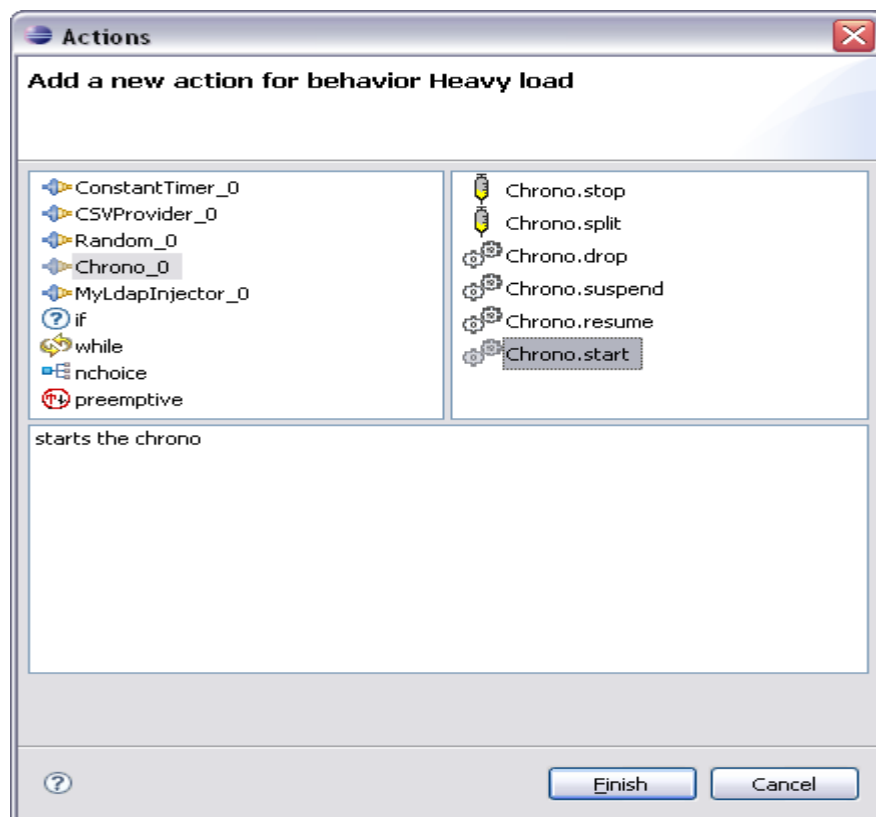 Actions
Add a new action for behavior Heavy load
ConstantTimer_0
CSVProvider_0
Random_0
Chrono_0
MyLdapInjector_0
if
while
nchoice
preemptive
Chrono.stop
Chrono.split
Chrono.drop
Chrono.suspend
Chrono.resume
Chrono.start
starts the chrono
Finish
Cancel